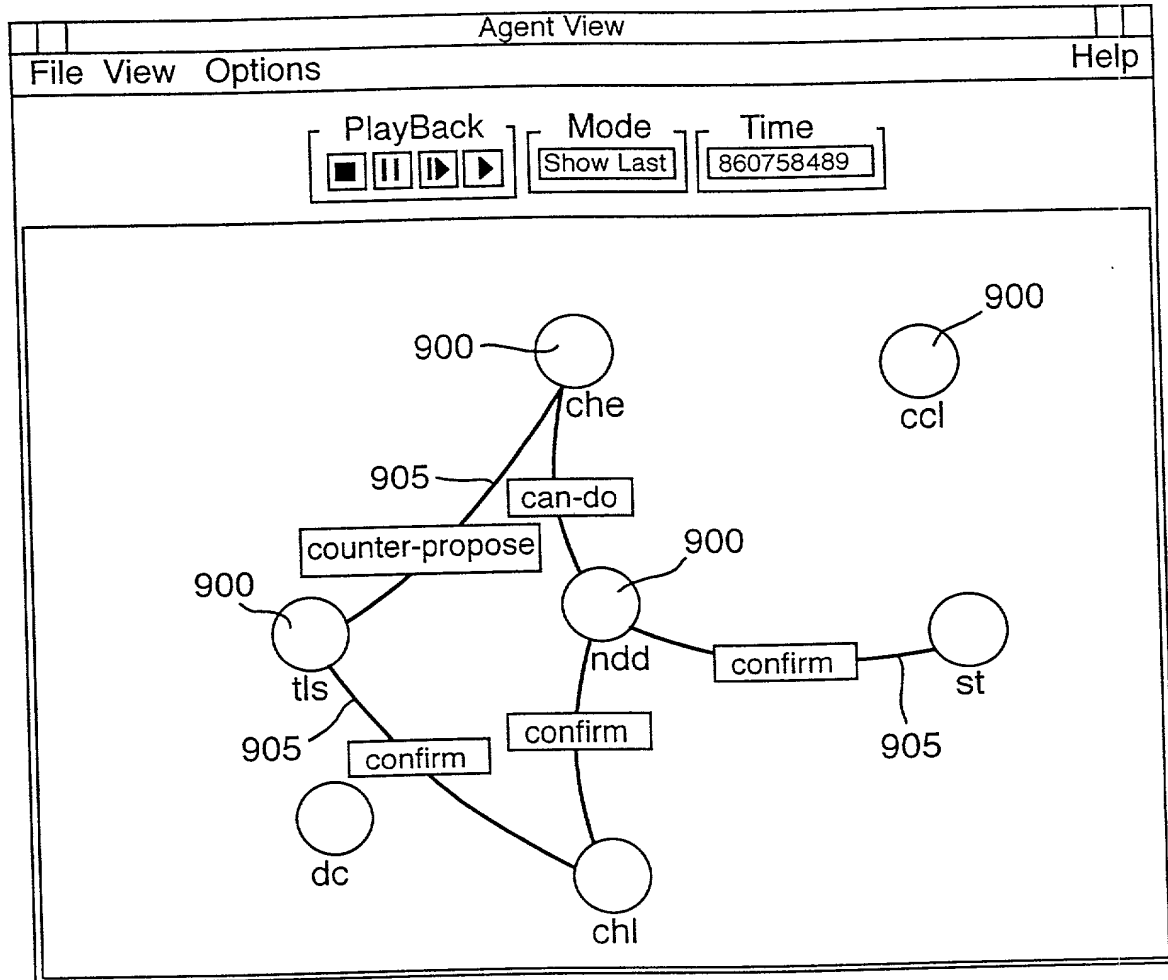 Agent View
File View Options Help
PlayBack Mode Time
Show Last 860758489
900
900
che
ccl
905
can-do
counter-propose
900
900
ndd
confirm
st
tls
905
confirm
905
confirm
dc
chl